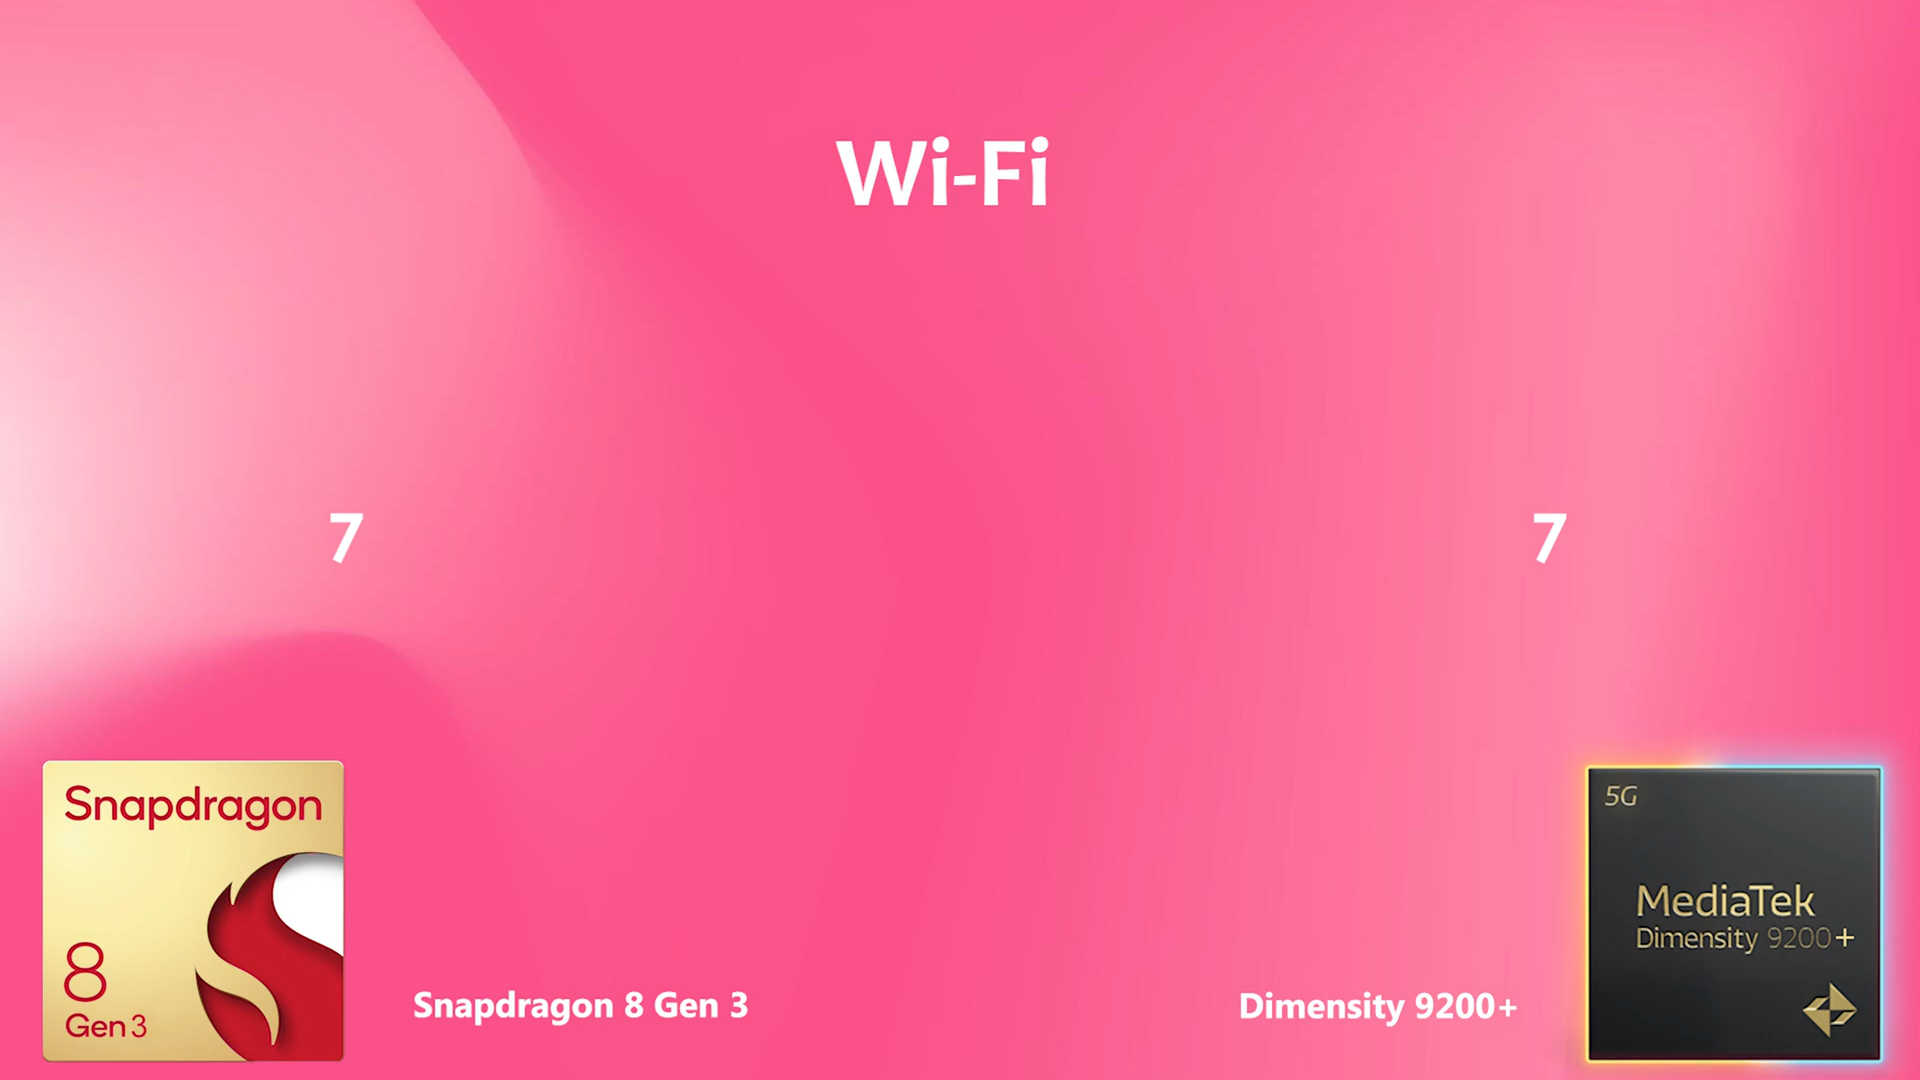 Wi-Fi
7
7
Snapdragon
8
Gen 3
Snapdragon 8 Gen 3
Dimensity 9200+
5G
MediaTek
Dimensity 9200+